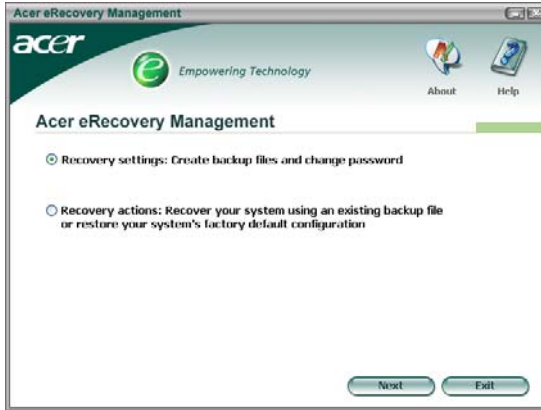 Acer eRecovery Management
acer
e
Empowering Technology
About
Help
Acer eRecovery Management
Recovery settings: Create backup files and change password
Recovery actions: Recover your system using an existing backup file
or restore your system's factory default configuration
Next
Exit